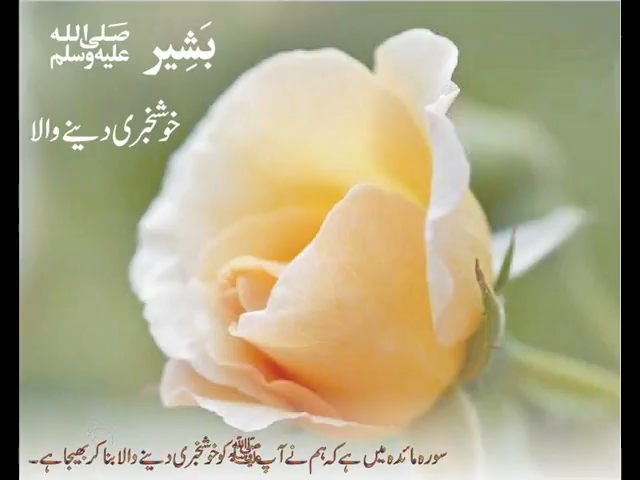 بَشِیر ﷺ
خوشخبری دینے والا
سورہ مائدہ میں ہے کہ ہم نے آپ ﷺ کو خوشخبری دینے والا بنا کر بھیجا ہے۔